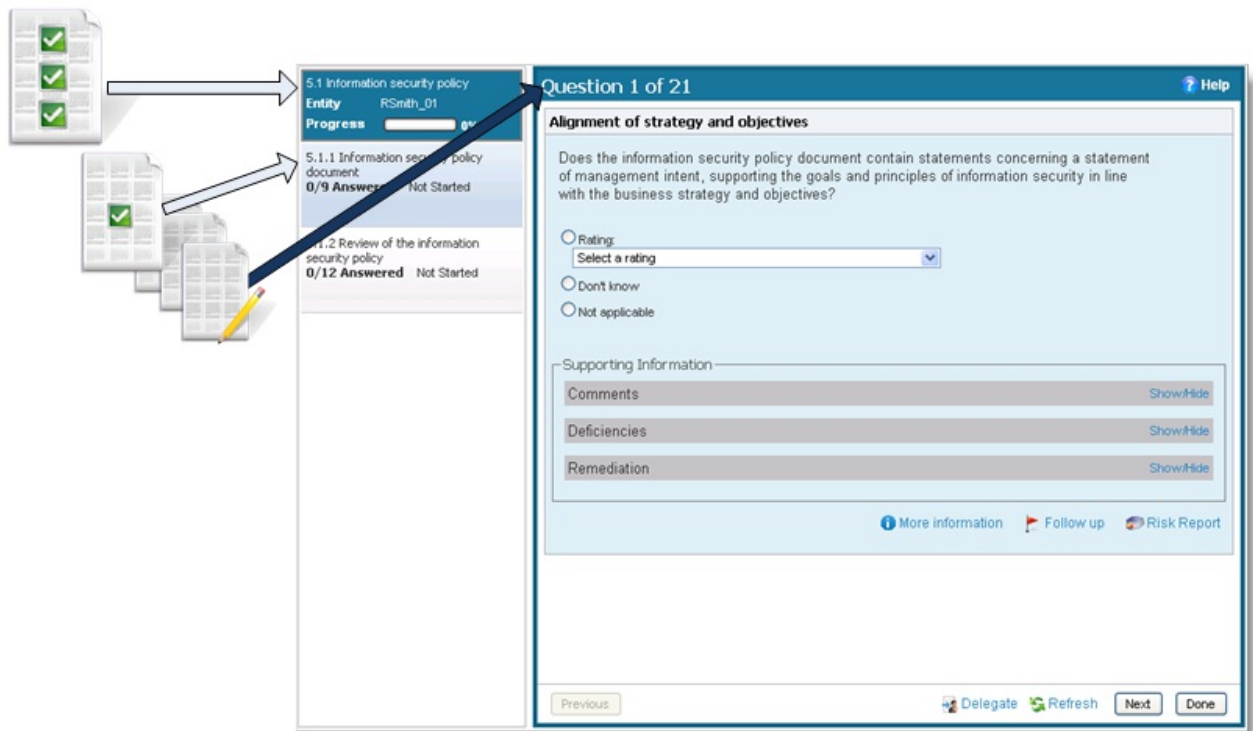 5.1 Information security policy
Entity RSmith_01
Progress 0%
5.1.1 Information security policy
document
0/9 Answered Not Started
5.1.2 Review of the information
security policy
0/12 Answered Not Started
Question 1 of 21
Help
Alignment of strategy and objectives
Does the information security policy document contain statements concerning a statement
of management intent, supporting the goals and principles of information security in line
with the business strategy and objectives?
Rating:
Select a rating
Don't know
Not applicable
Supporting Information
Comments Show/Hide
Deficiencies Show/Hide
Remediation Show/Hide
More information Follow up Risk Report
Previous Delegate Refresh Next Done